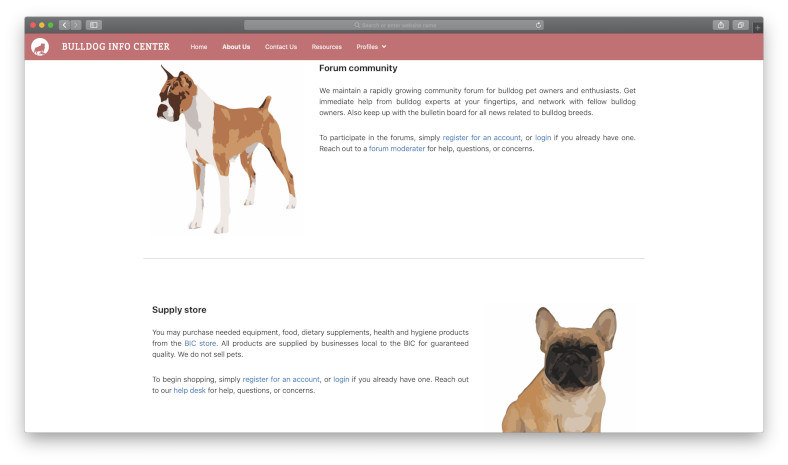 Search or enter website name
BULLDOG INFO CENTER
Home
About Us
Contact Us
Resources
Profiles
Forum community
We maintain a rapidly growing community forum for bulldog pet owners and enthusiasts. Get
immediate help from bulldog experts at your fingertips, and network with fellow bulldog
owners. Also keep up with the bulletin board for all news related to bulldog breeds.
To participate in the forums, simply register for an account, or login if you already have one.
Reach out to a forum moderater for help, questions, or concerns.
Supply store
You may purchase needed equipment, food, dietary supplements, health and hygiene products
from the BIC store. All products are supplied by businesses local to the BIC for guaranteed
quality. We do not sell pets.
To begin shopping, simply register for an account, or login if you already have one. Reach out
to our help desk for help, questions, or concerns.